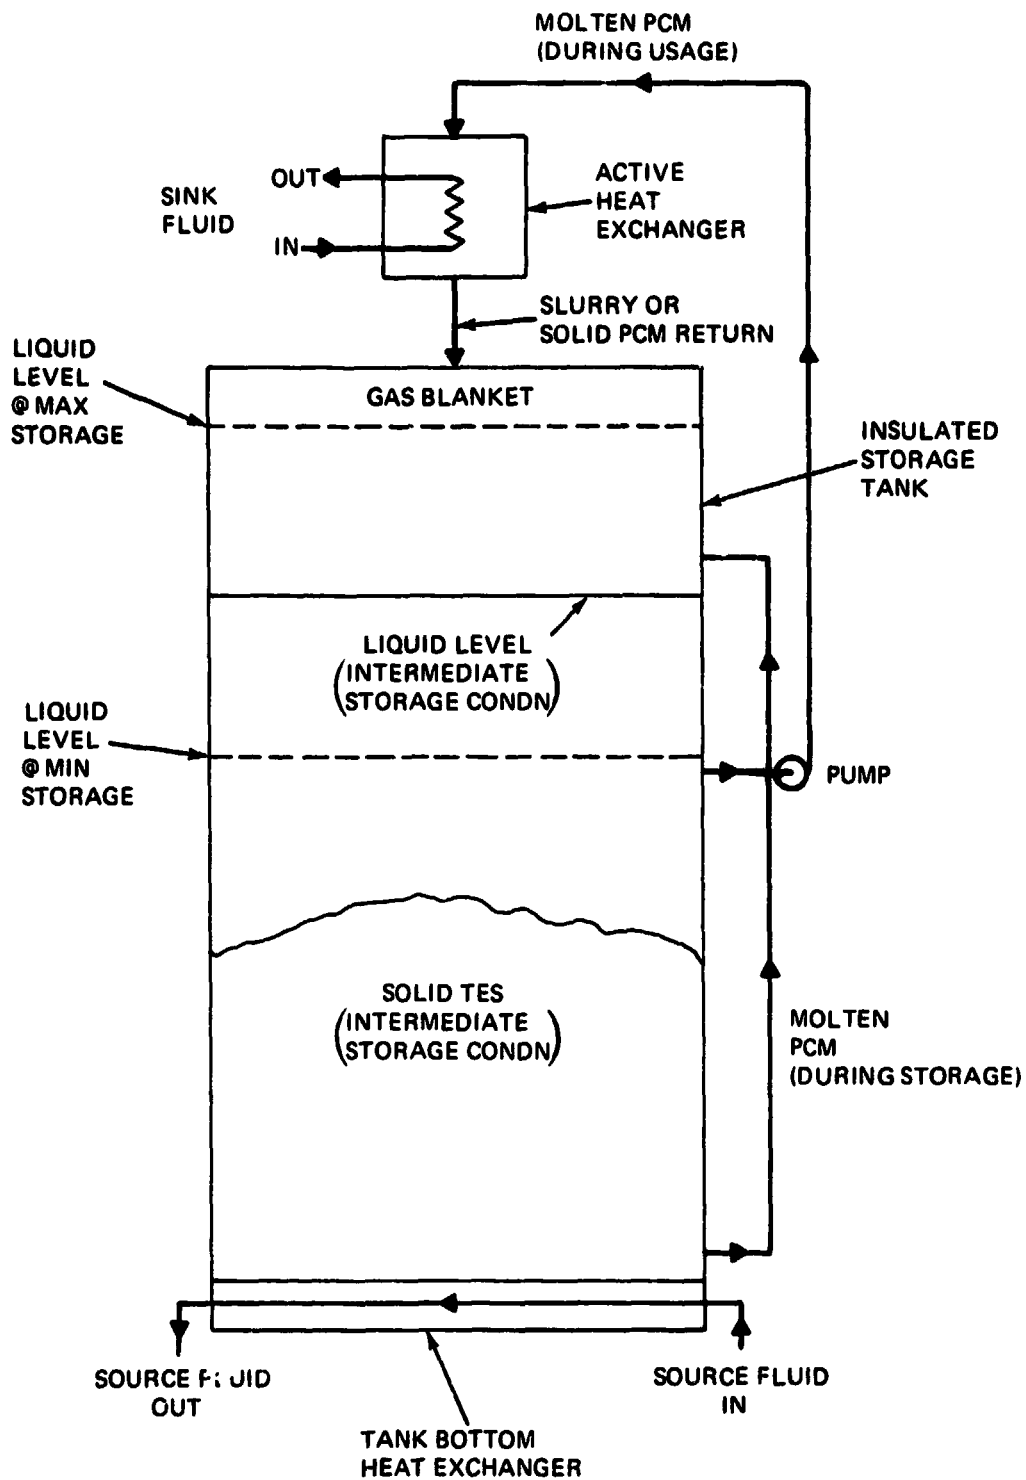 MOLTEN PCM
(DURING USAGE)
OUT
SINK
FLUID
IN
ACTIVE
HEAT
EXCHANGER
SLURRY OR
SOLID PCM RETURN
LIQUID
LEVEL
@ MAX
STORAGE
GAS BLANKET
INSULATED
STORAGE
TANK
LIQUID LEVEL
(INTERMEDIATE
STORAGE CONDN)
LIQUID
LEVEL
@ MIN
STORAGE
PUMP
SOLID TES
(INTERMEDIATE
STORAGE CONDN)
MOLTEN
PCM
(DURING STORAGE)
SOURCE FLUID
OUT
SOURCE FLUID
IN
TANK BOTTOM
HEAT EXCHANGER